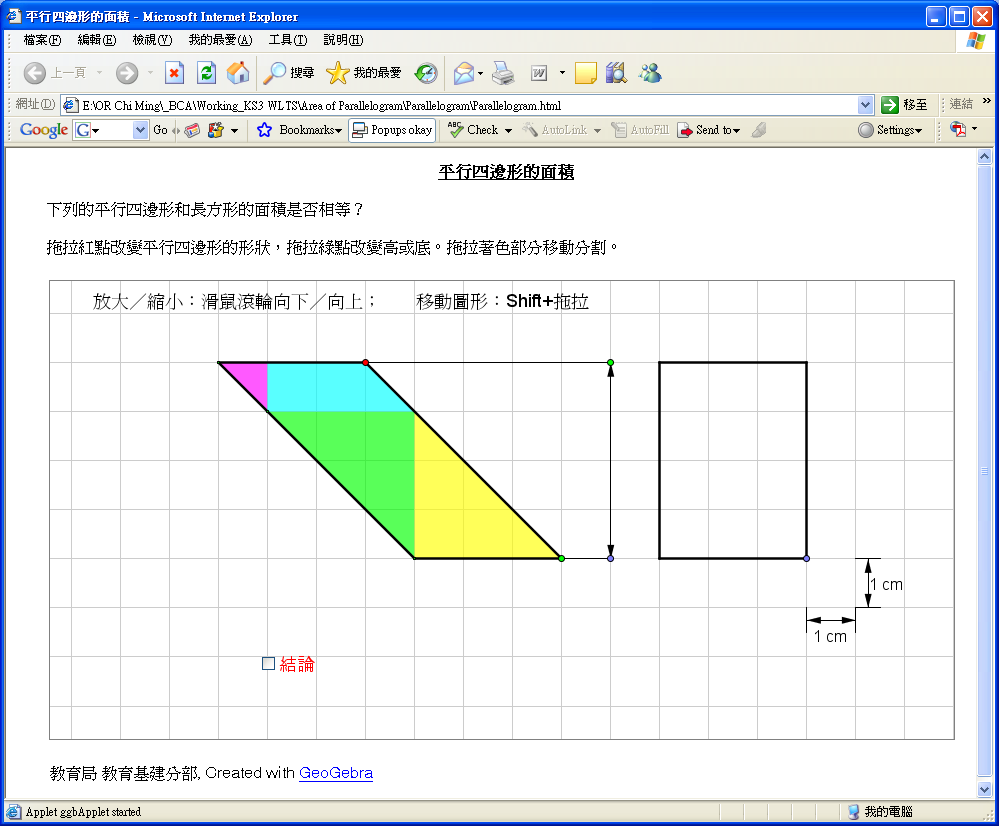 平行四邊形的面積 - Microsoft Internet Explorer
檔案(F) 編輯(E) 檢視(V) 我的最愛(A) 工具(T) 說明(H)
上一頁 搜尋 我的最愛
網址(D) E:\OR Chi Ming\_BCA\Working_KS3 WLTS\Area of Parallelogram\Parallelogram\Parallelogram.html 移至 連結 »
Google G Go Bookmarks Popups okay ABC Check AutoLink AutoFill Send to Settings
平行四邊形的面積
下列的平行四邊形和長方形的面積是否相等？
拖拉紅點改變平行四邊形的形狀，拖拉綠點改變高或底。拖拉著色部分移動分割。
放大／縮小：滑鼠滾輪向下／向上； 移動圖形：Shift+拖拉
1 cm
1 cm
結論
教育局 教育基建分部, Created with GeoGebra
Applet ggbApplet started 我的電腦